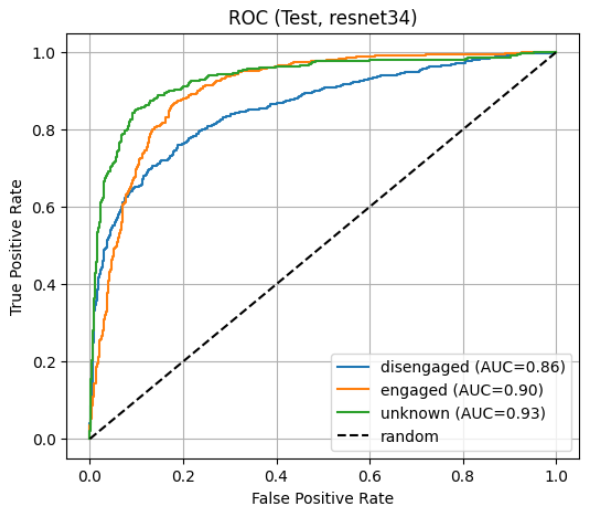 ROC (Test, resnet34)
True Positive Rate
1.0
0.8
0.6
0.4
0.2
0.0
disengaged (AUC=0.86)
engaged (AUC=0.90)
unknown (AUC=0.93)
random
0.0 0.2 0.4 0.6 0.8 1.0
False Positive Rate